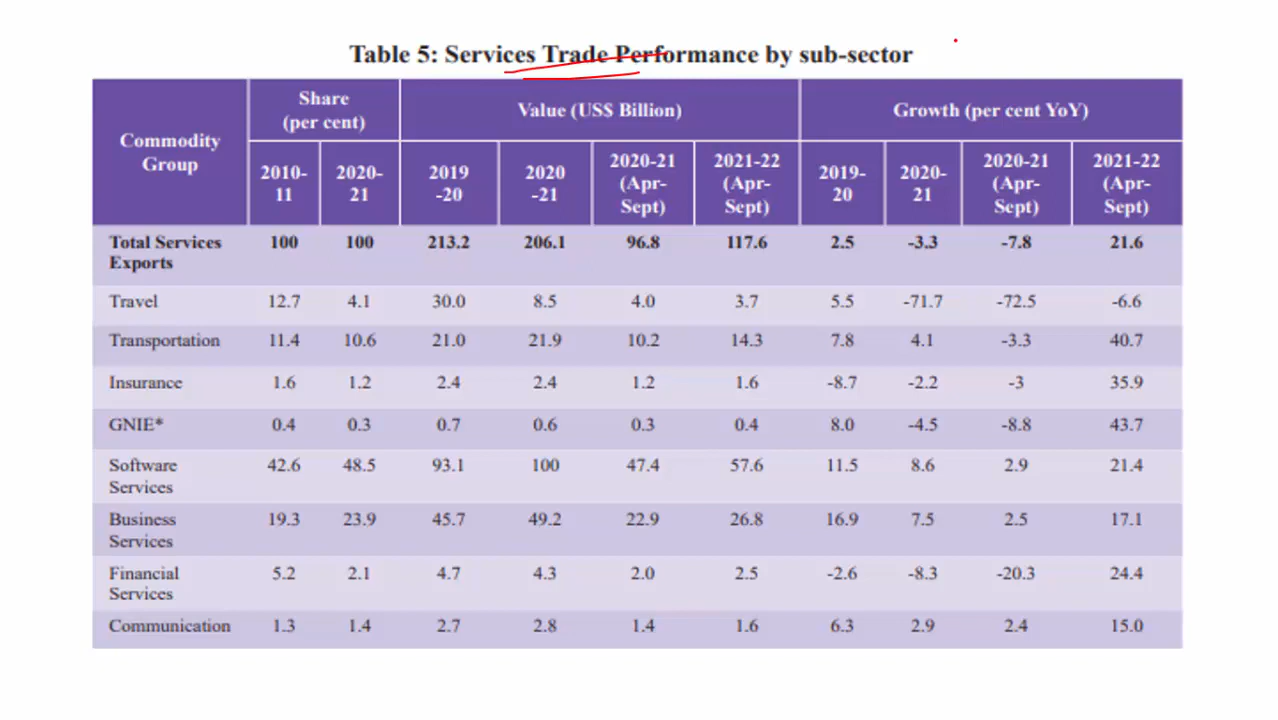 Table 5: Services Trade Performance by sub-sector
Commodity Group Share (per cent) Value (US$ Billion) Growth (per cent YoY)
2010-11 2020-21 2019-20 2020-21 2020-21 (Apr-Sept) 2021-22 (Apr-Sept) 2019-20 2020-21 2020-21 (Apr-Sept) 2021-22 (Apr-Sept)
Total Services Exports 100 100 213.2 206.1 96.8 117.6 2.5 -3.3 -7.8 21.6
Travel 12.7 4.1 30.0 8.5 4.0 3.7 5.5 -71.7 -72.5 -6.6
Transportation 11.4 10.6 21.0 21.9 10.2 14.3 7.8 4.1 -3.3 40.7
Insurance 1.6 1.2 2.4 2.4 1.2 1.6 -8.7 -2.2 -3 35.9
GNIE* 0.4 0.3 0.7 0.6 0.3 0.4 8.0 -4.5 -8.8 43.7
Software Services 42.6 48.5 93.1 100 47.4 57.6 11.5 8.6 2.9 21.4
Business Services 19.3 23.9 45.7 49.2 22.9 26.8 16.9 7.5 2.5 17.1
Financial Services 5.2 2.1 4.7 4.3 2.0 2.5 -2.6 -8.3 -20.3 24.4
Communication 1.3 1.4 2.7 2.8 1.4 1.6 6.3 2.9 2.4 15.0